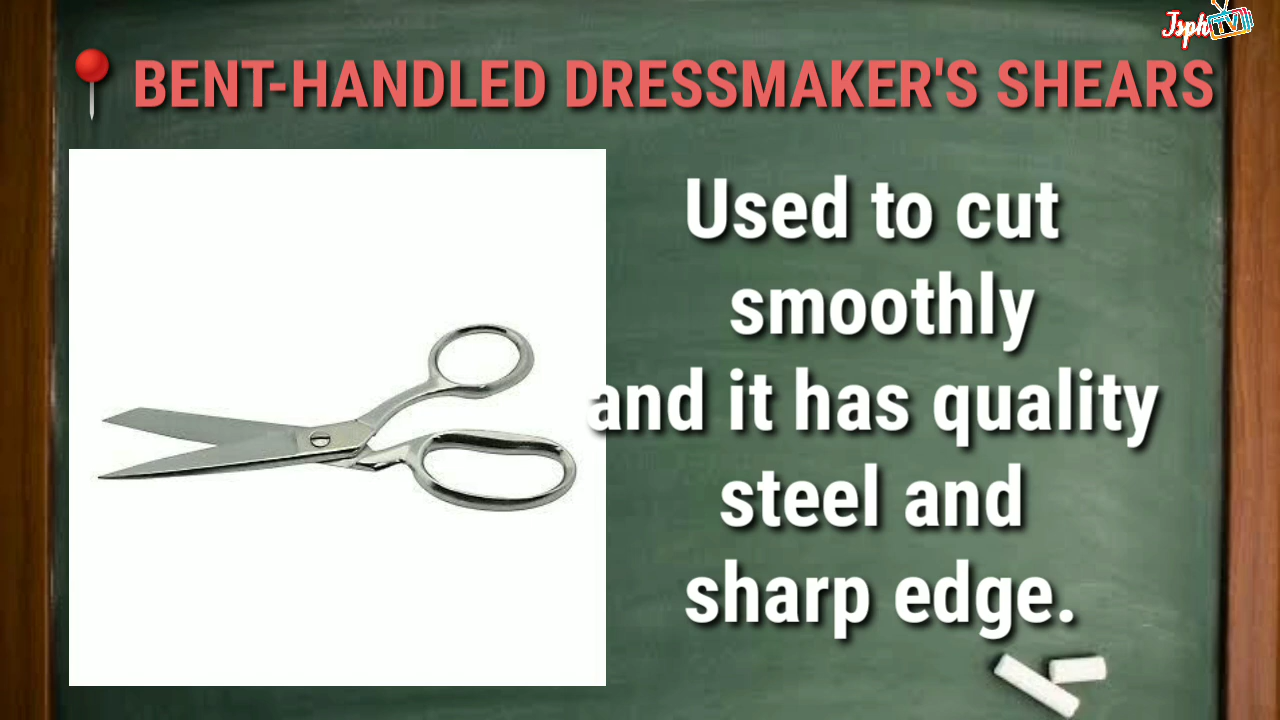 Jsph TV
BENT-HANDLED DRESSMAKER'S SHEARS
Used to cut
smoothly
and it has quality
steel and
sharp edge.